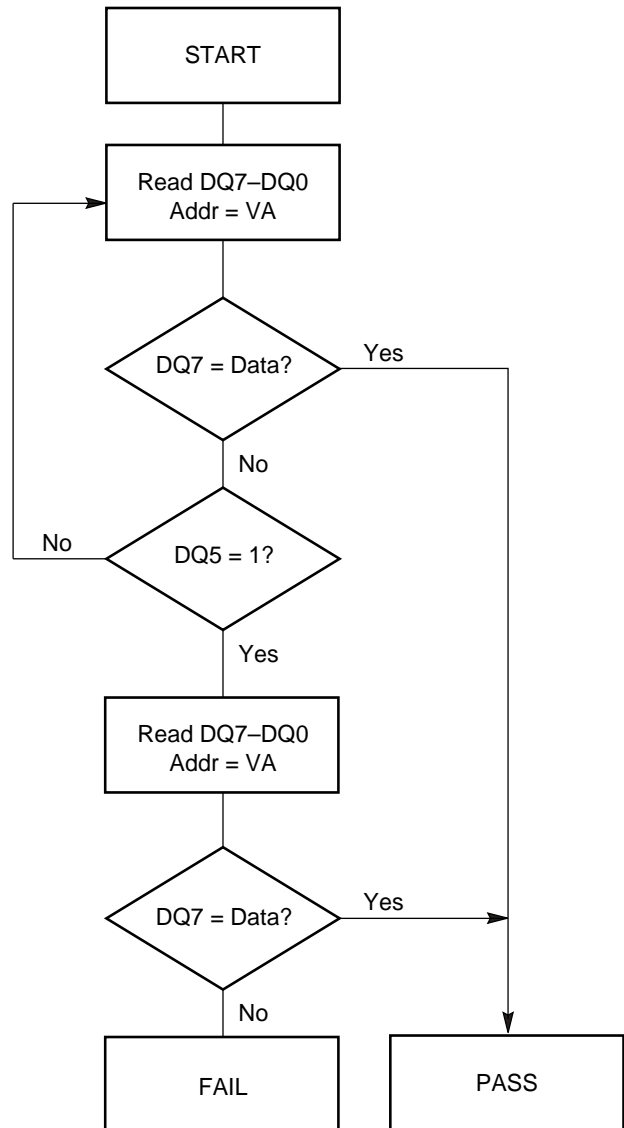 START
Read DQ7–DQ0
Addr = VA
DQ7 = Data?
Yes
No
No
DQ5 = 1?
Yes
Read DQ7–DQ0
Addr = VA
DQ7 = Data?
Yes
No
FAIL
PASS